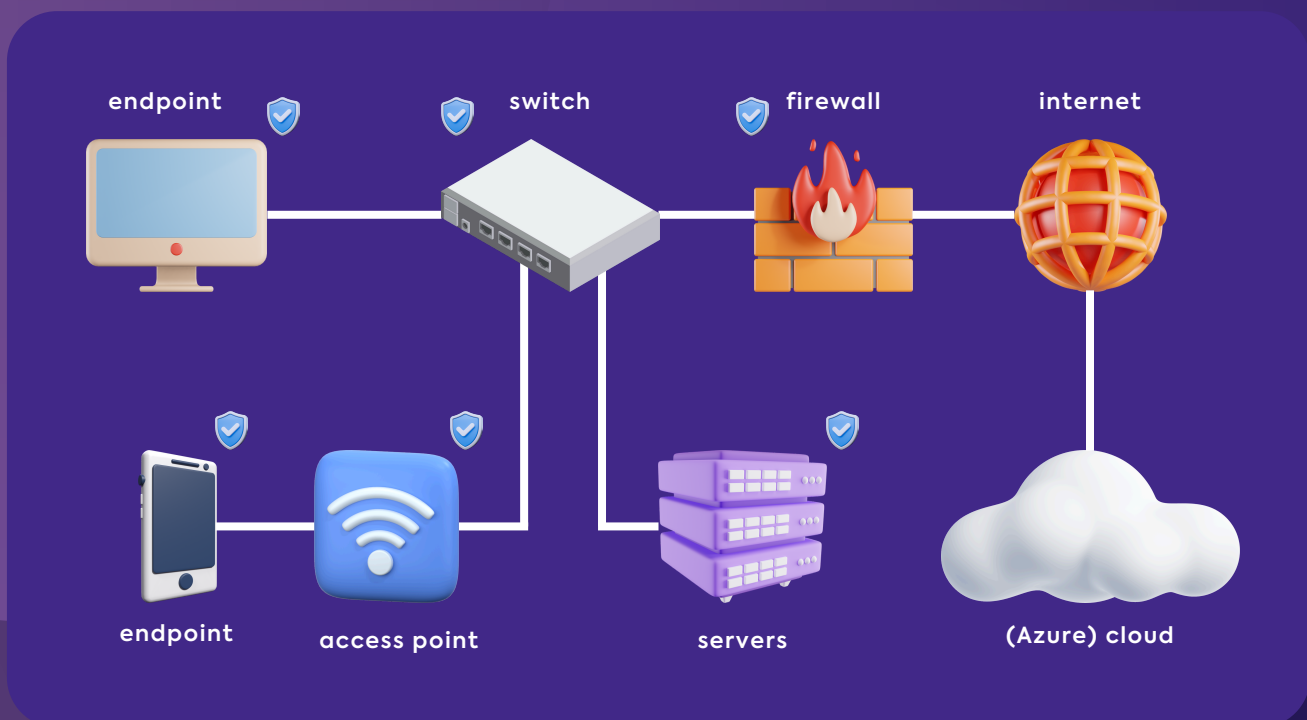 endpoint
switch
firewall
internet
endpoint
access point
servers
(Azure) cloud